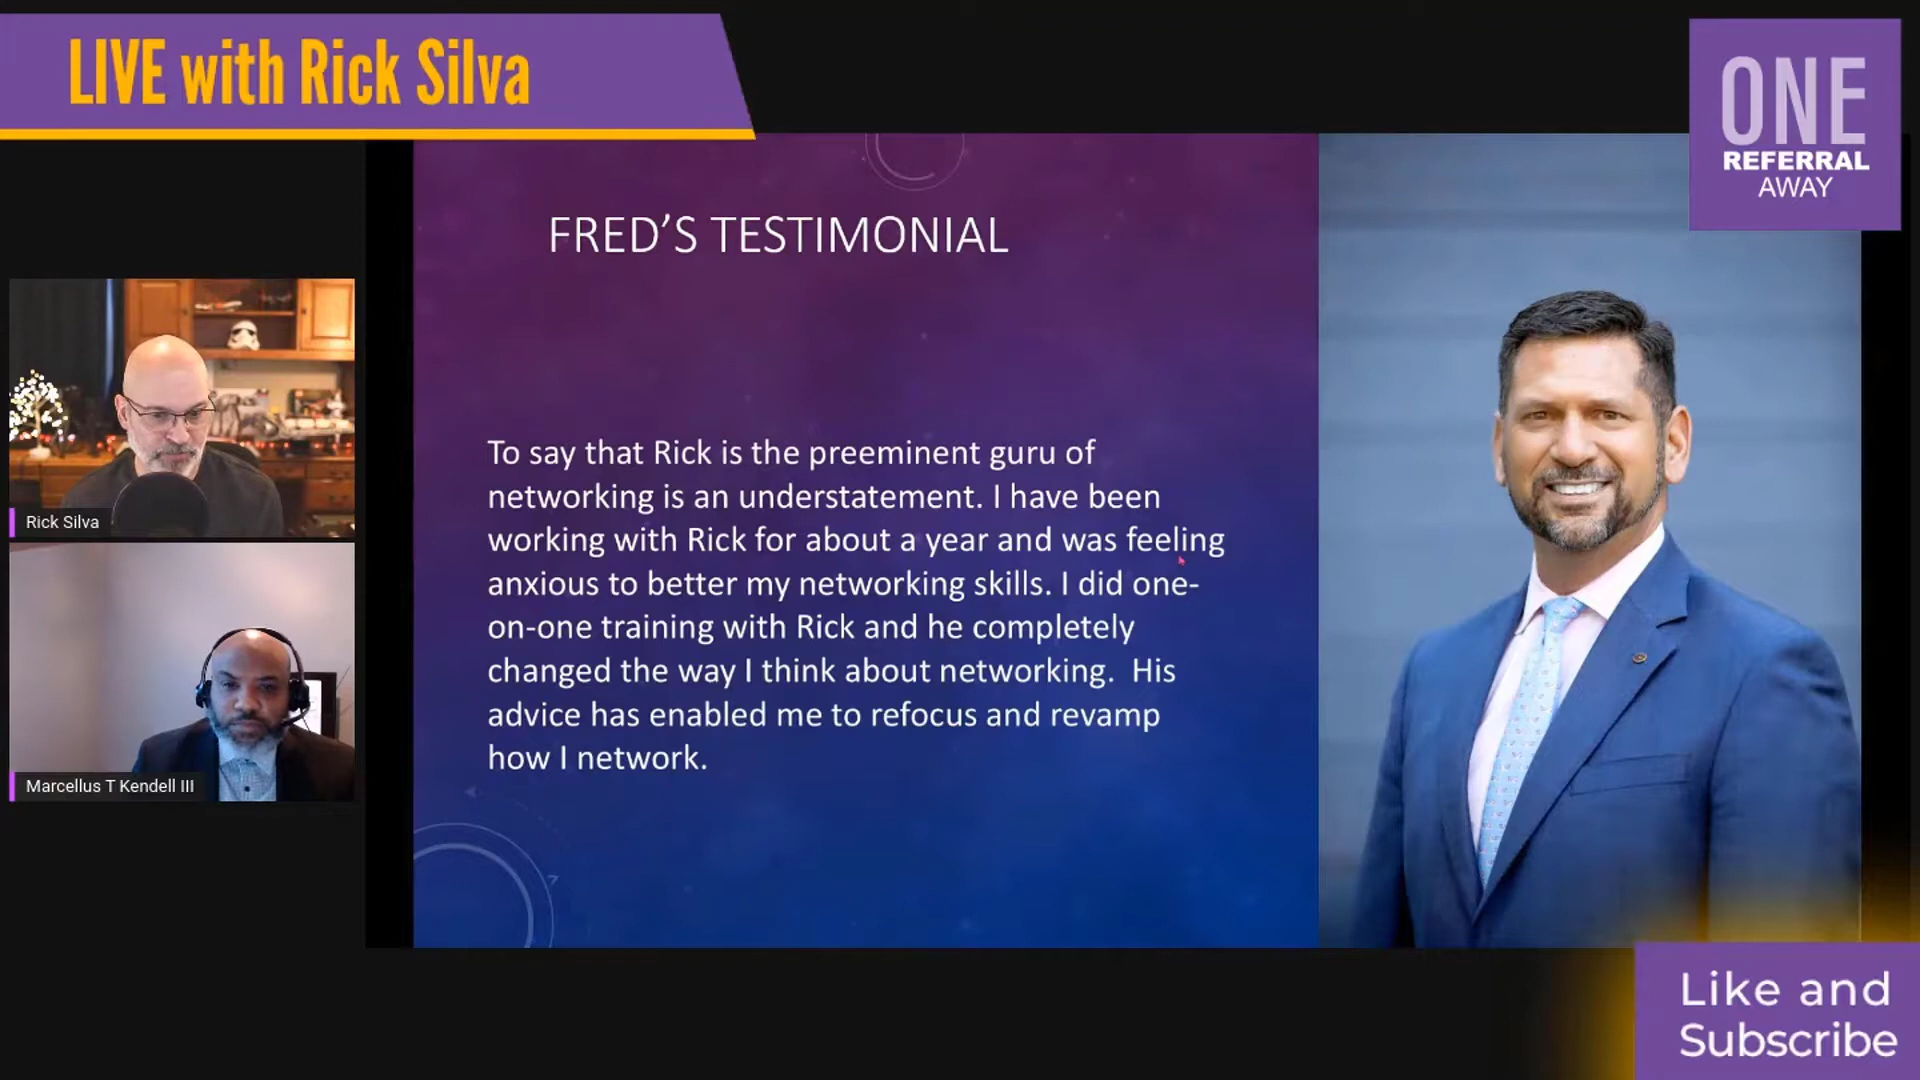 LIVE with Rick Silva
ONE
REFERRAL
AWAY
FRED’S TESTIMONIAL
To say that Rick is the preeminent guru of
networking is an understatement. I have been
working with Rick for about a year and was feeling
anxious to better my networking skills. I did one-
on-one training with Rick and he completely
changed the way I think about networking.  His
advice has enabled me to refocus and revamp
how I network.
Rick Silva
Marcellus T Kendell III
Like and
Subscribe